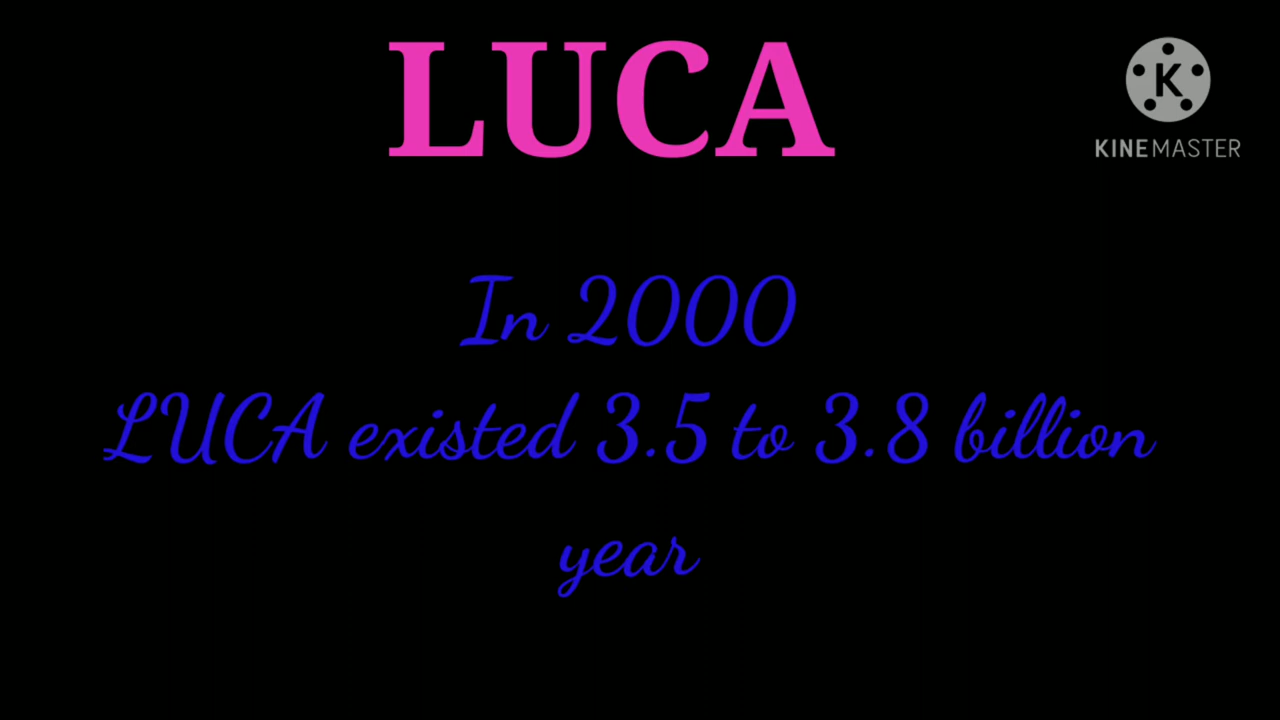 LUCA
K
KINEMASTER
In 2000
LUCA existed 3.5 to 3.8 billion
year